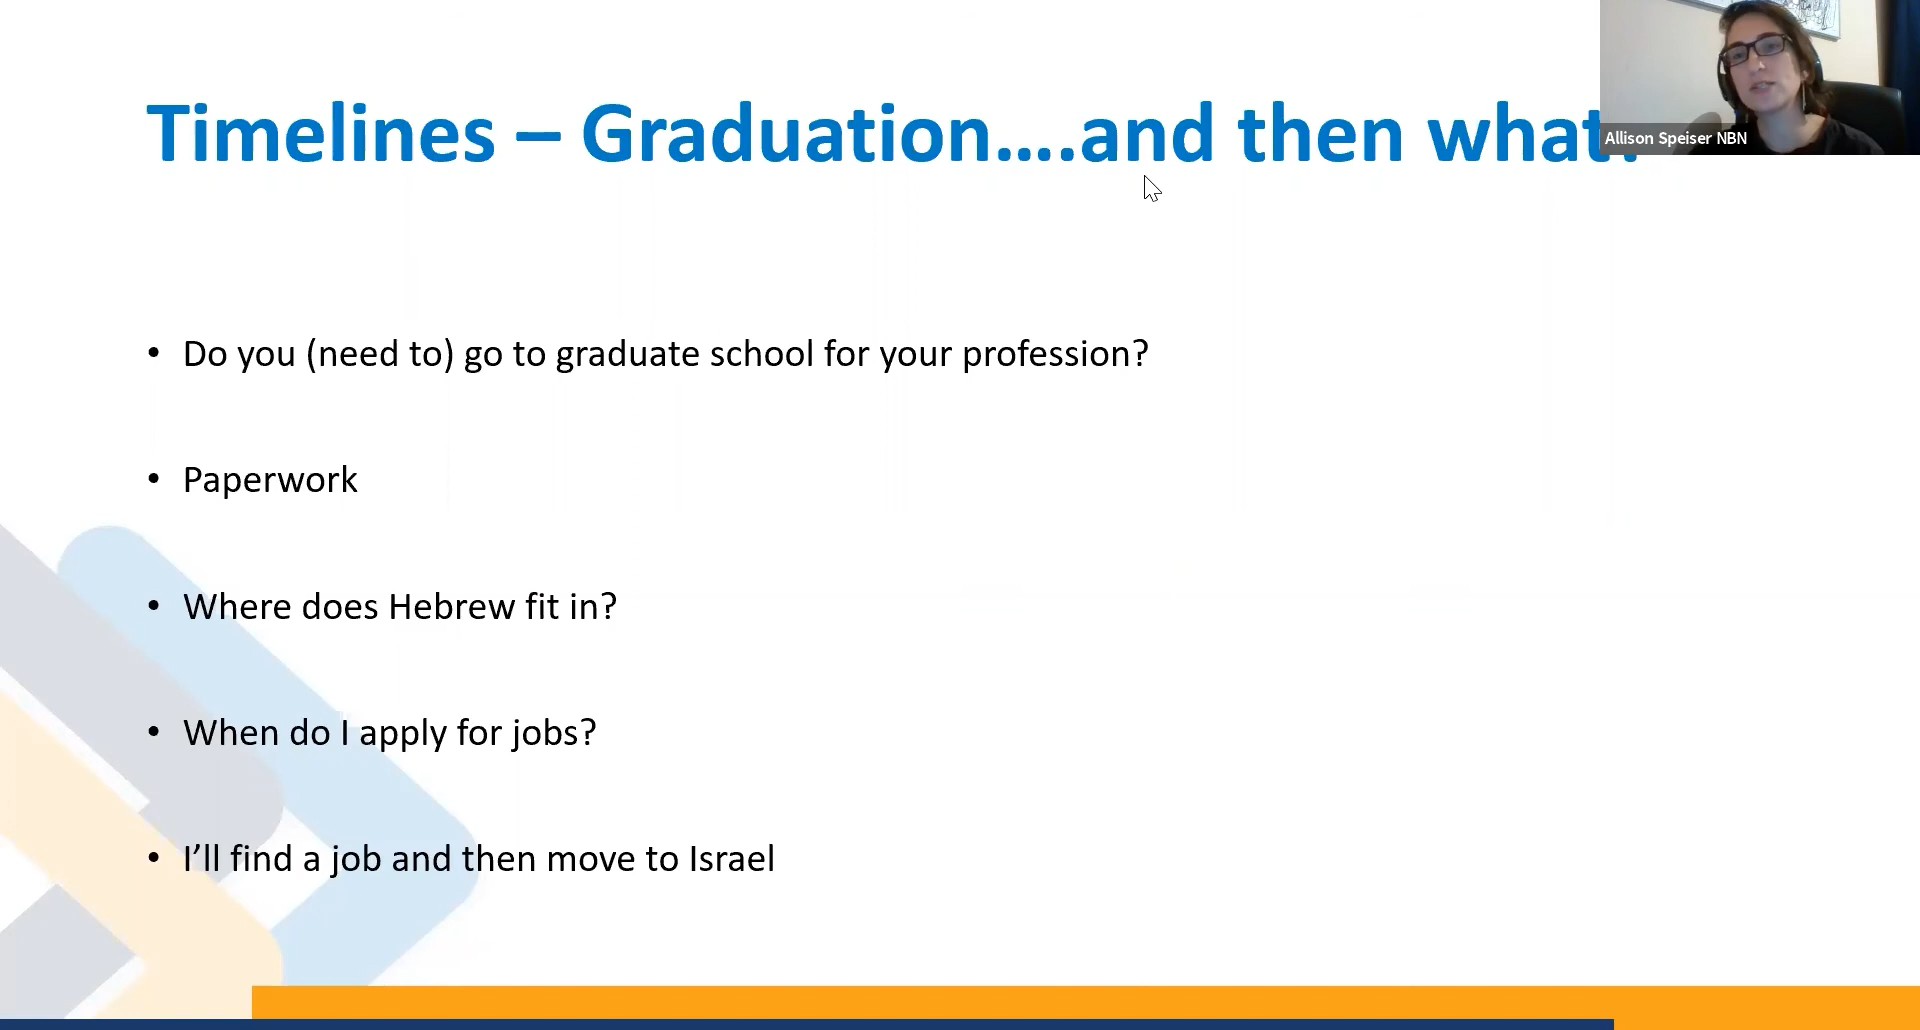 Timelines – Graduation....and then what?
Allison Speiser NBN
• Do you (need to) go to graduate school for your profession?
• Paperwork
• Where does Hebrew fit in?
• When do I apply for jobs?
• I’ll find a job and then move to Israel